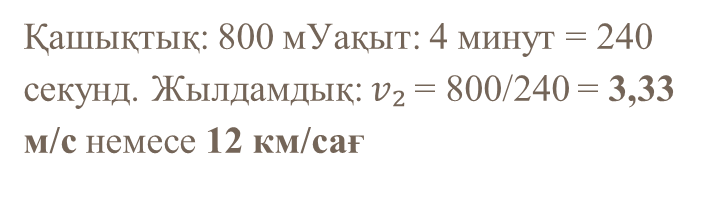 Қашықтық: 800 мУақыт: 4 минут = 240
секунд. Жылдамдық: 𝑣₂ = 800/240 = 3,33
м/с немесе 12 км/сағ